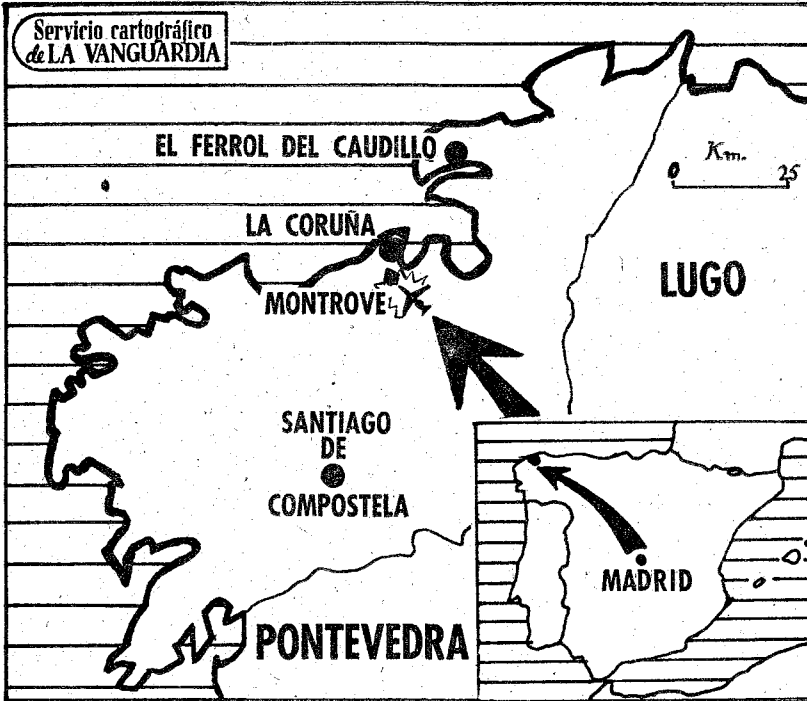 Servicio cartográfico
de LA VANGUARDIA
EL FERROL DEL CAUDILLO
Km.
0 25
LA CORUÑA
LUGO
MONTROVE
SANTIAGO
DE
COMPOSTELA
MADRID
PONTEVEDRA